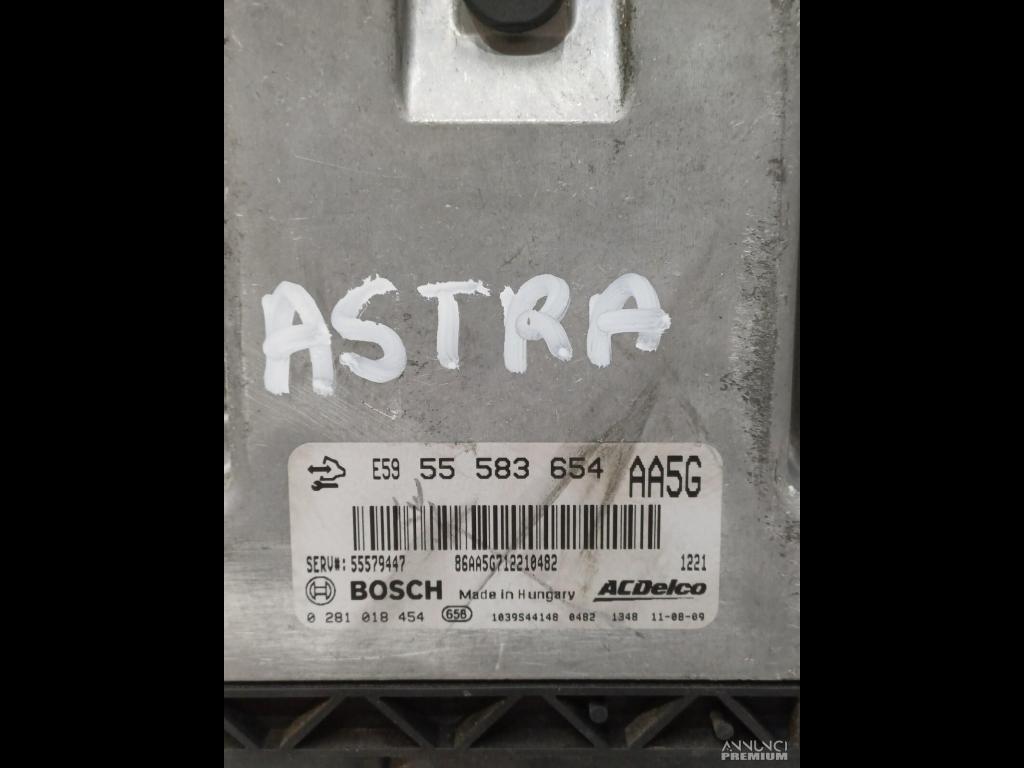 ASTRA
E59 55 583 654 AA5G
SERV#: 55579447 86AA5G712210482 1221
BOSCH Made in Hungary ACDelco
0 281 018 454 656 1039S44148 0482 1348 11-08-09
ANNUNCI
PREMIUM